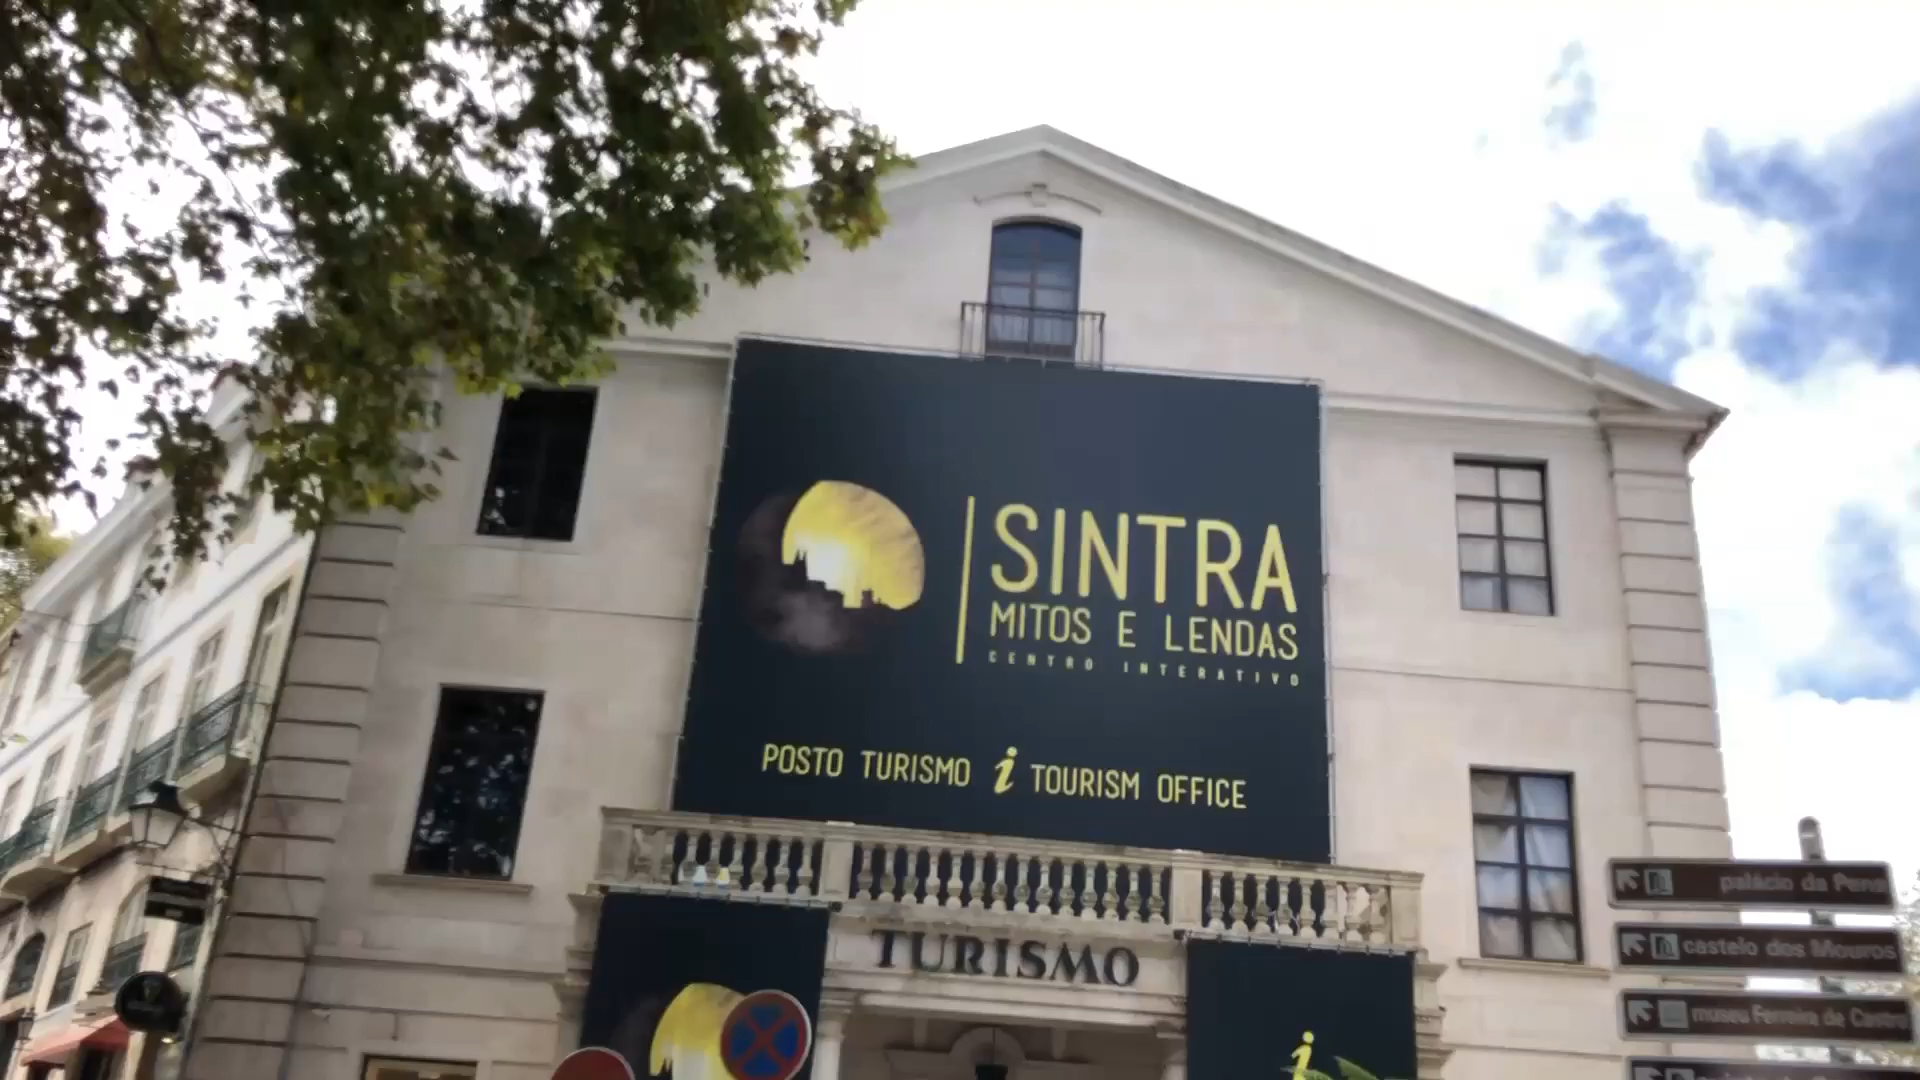 SINTRA
MITOS E LENDAS
CENTRO INTERATIVO
POSTO TURISMO i TOURISM OFFICE
TURISMO
i
palácio da Pena
castelo dos Mouros
museu Ferreira de Castro